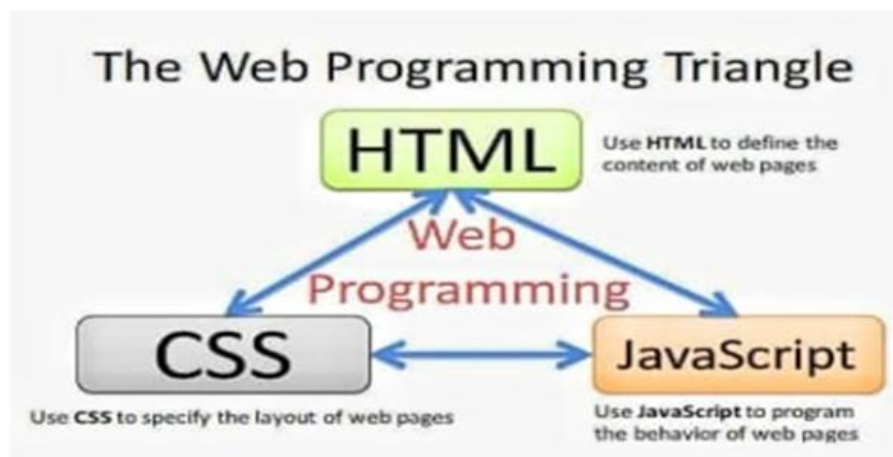 The Web Programming Triangle
HTML
Use HTML to define the
content of web pages
Web
Programming
CSS
JavaScript
Use CSS to specify the layout of web pages
Use JavaScript to program
the behavior of web pages